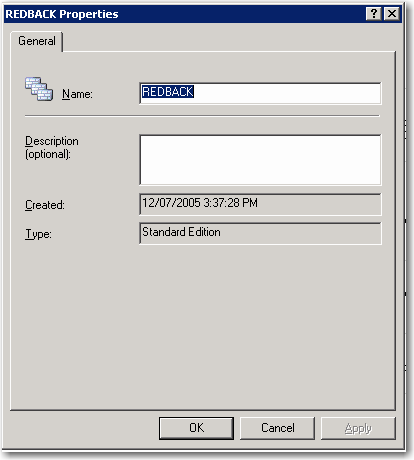 REDBACK Properties
General
Name: REDBACK
Description
(optional):
Created: 12/07/2005 3:37:28 PM
Type: Standard Edition
OK Cancel Apply